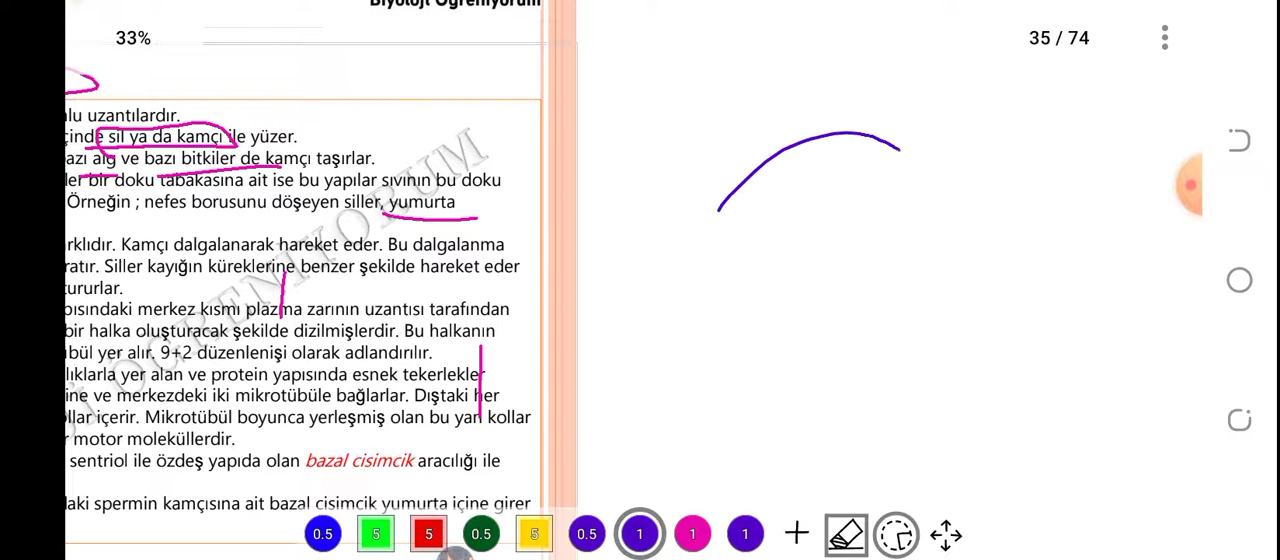 Biyoloji Öğreniyorum
33%
35 / 74
lu uzantılardır.
çinde sil ya da kamçı ile yüzer.
azı alg ve bazı bitkiler de kamçı taşırlar.
ler bir doku tabakasına ait ise bu yapılar sıvının bu doku
Örneğin ; nefes borusunu döşeyen siller, yumurta
rklıdır. Kamçı dalgalanarak hareket eder. Bu dalgalanma
ratır. Siller kayığın küreklerine benzer şekilde hareket eder
tururlar.
pısındaki merkez kısmı plazma zarının uzantısı tarafından
bir halka oluşturacak şekilde dizilmişlerdir. Bu halkanın
übül yer alır. 9+2 düzenlenişi olarak adlandırılır.
lıklarla yer alan ve protein yapısında esnek tekerlekler
ine ve merkezdeki iki mikrotübüle bağlarlar. Dıştaki her
ollar içerir. Mikrotübül boyunca yerleşmiş olan bu yan kollar
r motor moleküllerdir.
sentriol ile özdeş yapıda olan bazal cisimcik aracılığı ile
daki spermin kamçısına ait bazal cisimcik yumurta içine girer
İ ÖĞRENİYORUM
0.5 5 5 0.5 5 0.5 1 1 1